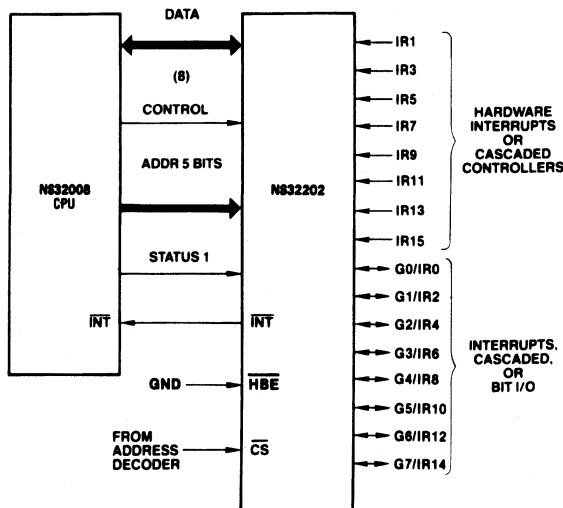 DATA
(8)
CONTROL
ADDR 5 BITS
STATUS 1
NS32008
CPU
INT
NS32202
INT
GND
HBE
FROM
ADDRESS
DECODER
CS
IR1
IR3
IR5
IR7
IR9
IR11
IR13
IR15
HARDWARE
INTERRUPTS
OR
CASCADED
CONTROLLERS
G0/IR0
G1/IR2
G2/IR4
G3/IR6
G4/IR8
G5/IR10
G6/IR12
G7/IR14
INTERRUPTS,
CASCADED,
OR
BIT I/O